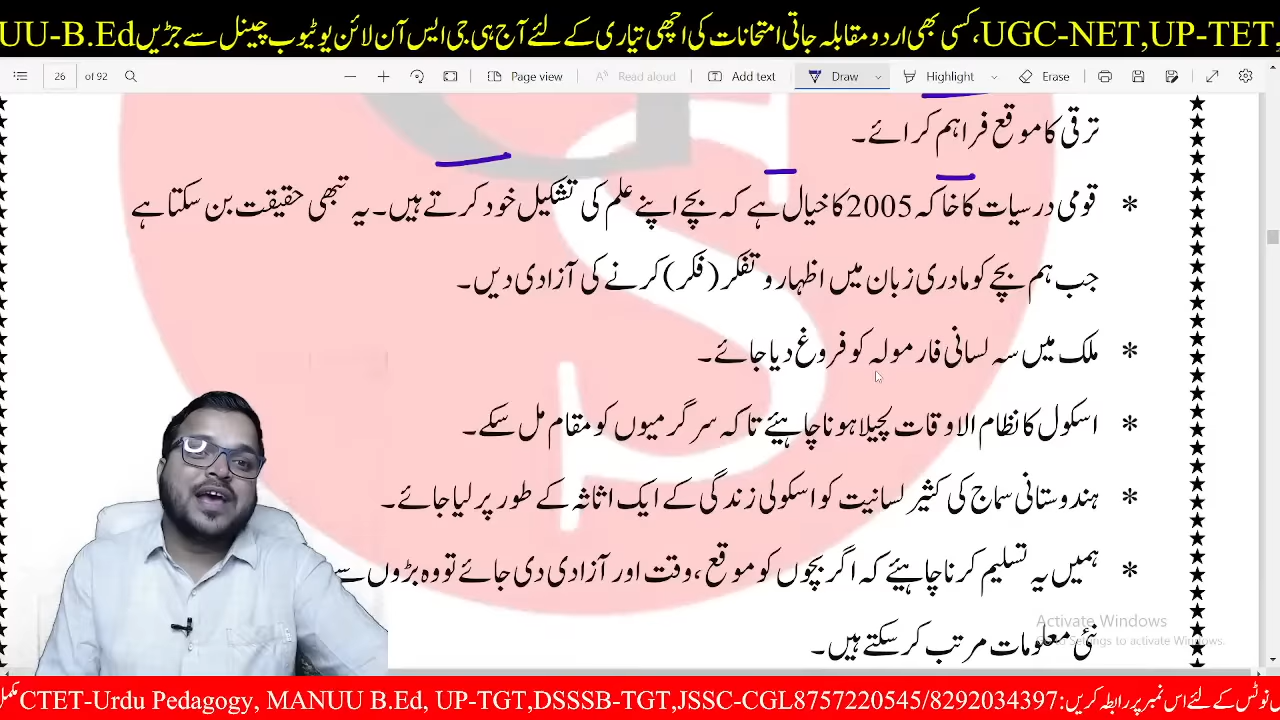 UU-B.Edکسی بھی اردو مقابلہ جاتی امتحانات کی اچھی تیاری کے لئے آج ہی جی ایس آن لائن یوٹیوب چینل سے جڑیں ،UGC-NET,UP-TET
26 of 92 Page view Read aloud Add text Draw Highlight Erase
ترقی کا موقع فراہم کرائے۔
* قومی درسیات کا خاکہ 2005 کا خیال ہے کہ بچے اپنے علم کی تشکیل خود کرتے ہیں۔ یہ تبھی حقیقت بن سکتا ہے
جب ہم بچے کو مادری زبان میں اظہار و تفکر (فکر) کرنے کی آزادی دیں۔
* ملک میں سہ لسانی فارمولہ کو فروغ دیا جائے۔
* اسکول کا نظام الاوقات لچیلا ہونا چاہیئے تاکہ سرگرمیوں کو مقام مل سکے۔
* ہندوستانی سماج کی کثیر لسانیت کو اسکولی زندگی کے ایک اثاثہ کے طور پر لیا جائے۔
* ہمیں یہ تسلیم کرنا چاہیئے کہ اگر بچوں کو موقع، وقت اور آزادی دی جائے تو وہ بڑوں سے
نئی معلومات مرتب کر سکتے ہیں۔
Activate Windows
to Settings to activate Windows.
نوٹس کے لئے اس نمبر پر رابطہ کریں: 8757220545/8292034397 CTET-Urdu Pedagogy, MANUU B.Ed, UP-TGT,DSSSB-TGT,JSSC-CGL مکمل